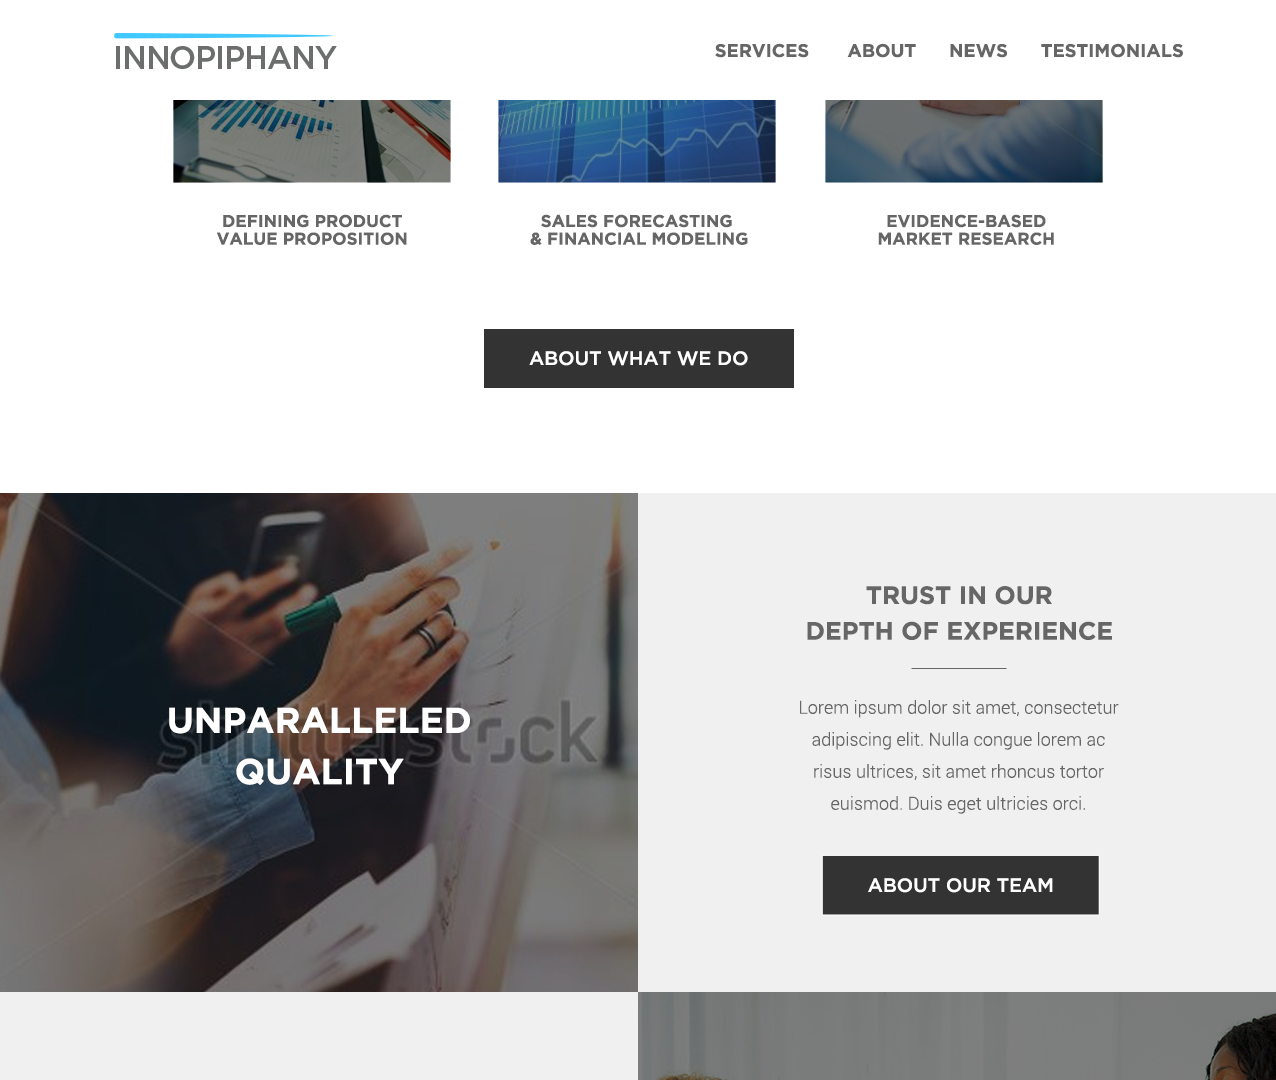 INNOPIPHANY
SERVICES ABOUT NEWS TESTIMONIALS
DEFINING PRODUCT
VALUE PROPOSITION
SALES FORECASTING
& FINANCIAL MODELING
EVIDENCE-BASED
MARKET RESEARCH
ABOUT WHAT WE DO
shutterstock
UNPARALLELED
QUALITY
TRUST IN OUR
DEPTH OF EXPERIENCE
Lorem ipsum dolor sit amet, consectetur
adipiscing elit. Nulla congue lorem ac
risus ultrices, sit amet rhoncus tortor
euismod. Duis eget ultricies orci.
ABOUT OUR TEAM